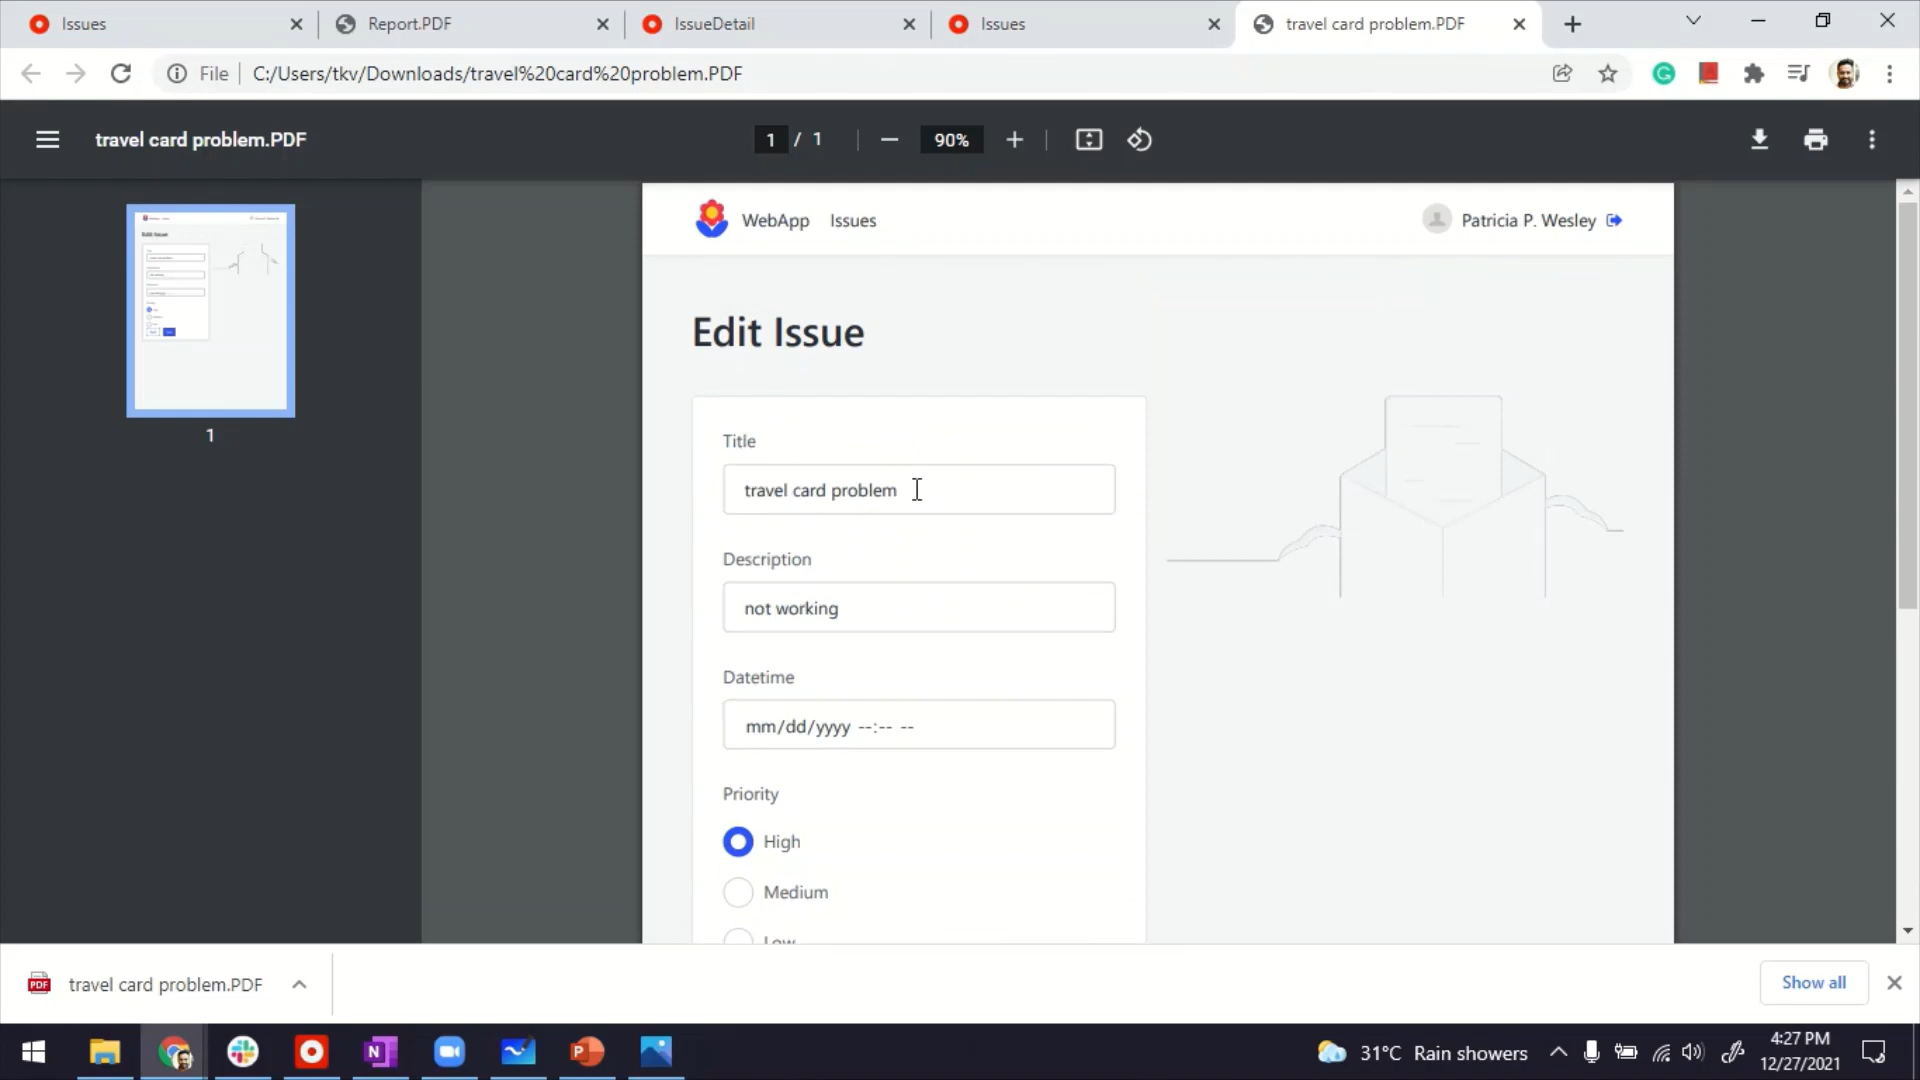 Issues
Report.PDF
IssueDetail
Issues
travel card problem.PDF
File
C:/Users/tkv/Downloads/travel%20card%20problem.PDF
travel card problem.PDF
1 / 1
90%
WebApp Issues
Patricia P. Wesley
Edit Issue
Title
travel card problem
Description
not working
Datetime
mm/dd/yyyy --:-- --
Priority
High
Medium
Low
1
PDF
travel card problem.PDF
Show all
31°C Rain showers
4:27 PM
12/27/2021